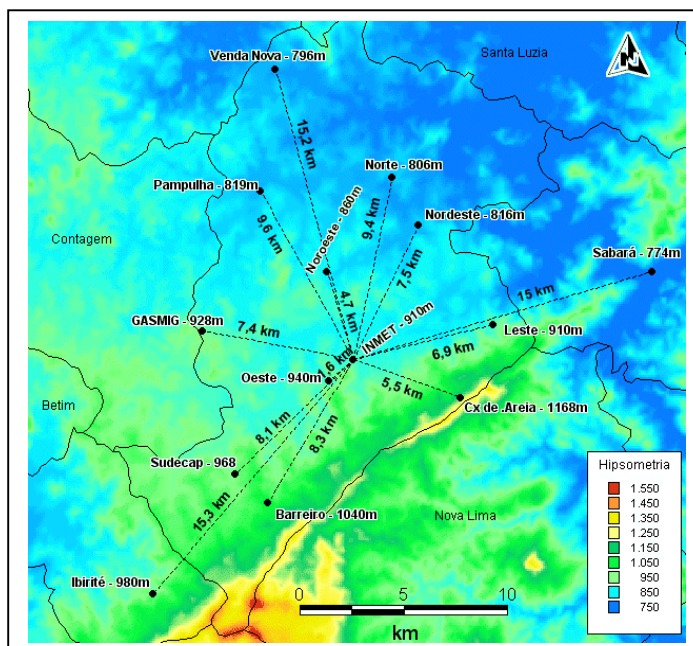 Venda Nova - 796m
Santa Luzia
N
15,2 km
Norte - 806m
Pampulha - 819m
Noroeste - 860m
9,4 km
Nordeste - 816m
9,6 km
Contagem
7,5 km
Sabará - 774m
4,7 km
15 km
GASMIG - 928m
7,4 km
INMET - 910m
Leste - 910m
6,9 km
1,6 km
Oeste - 940m
5,5 km
Betim
Cx de .Areia - 1168m
8,1 km
8,3 km
Sudecap - 968
15,3 km
Barreiro - 1040m
Nova Lima
Ibirité - 980m
0 5 10
km
Hipsometria
1.550
1.450
1.350
1.250
1.150
1.050
950
850
750